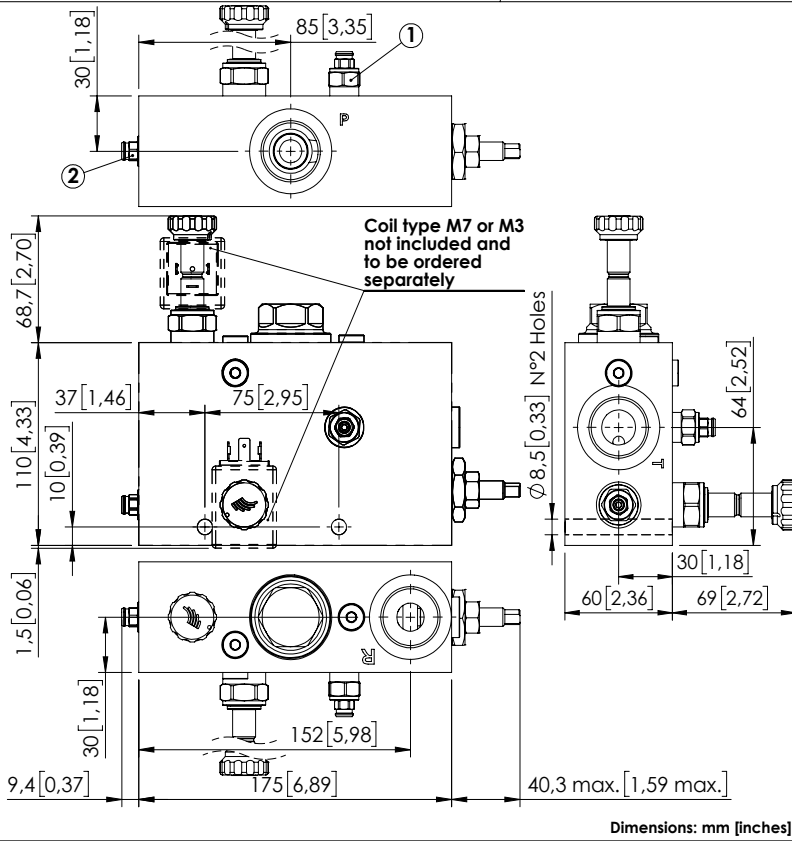 85[3,35]
1
30[1,18]
P
2
Coil type M7 or M3
not included and
to be ordered
separately
68,7[2,70]
37[1,46]
75[2,95]
110[4,33]
10[0,39]
1,5[0,06]
Ø8,5[0,33] N°2 Holes
64[2,52]
T
30[1,18]
60[2,36]
69[2,72]
R
30[1,18]
152[5,98]
9,4[0,37]
175[6,89]
40,3 max.[1,59 max.]
Dimensions: mm [inches]